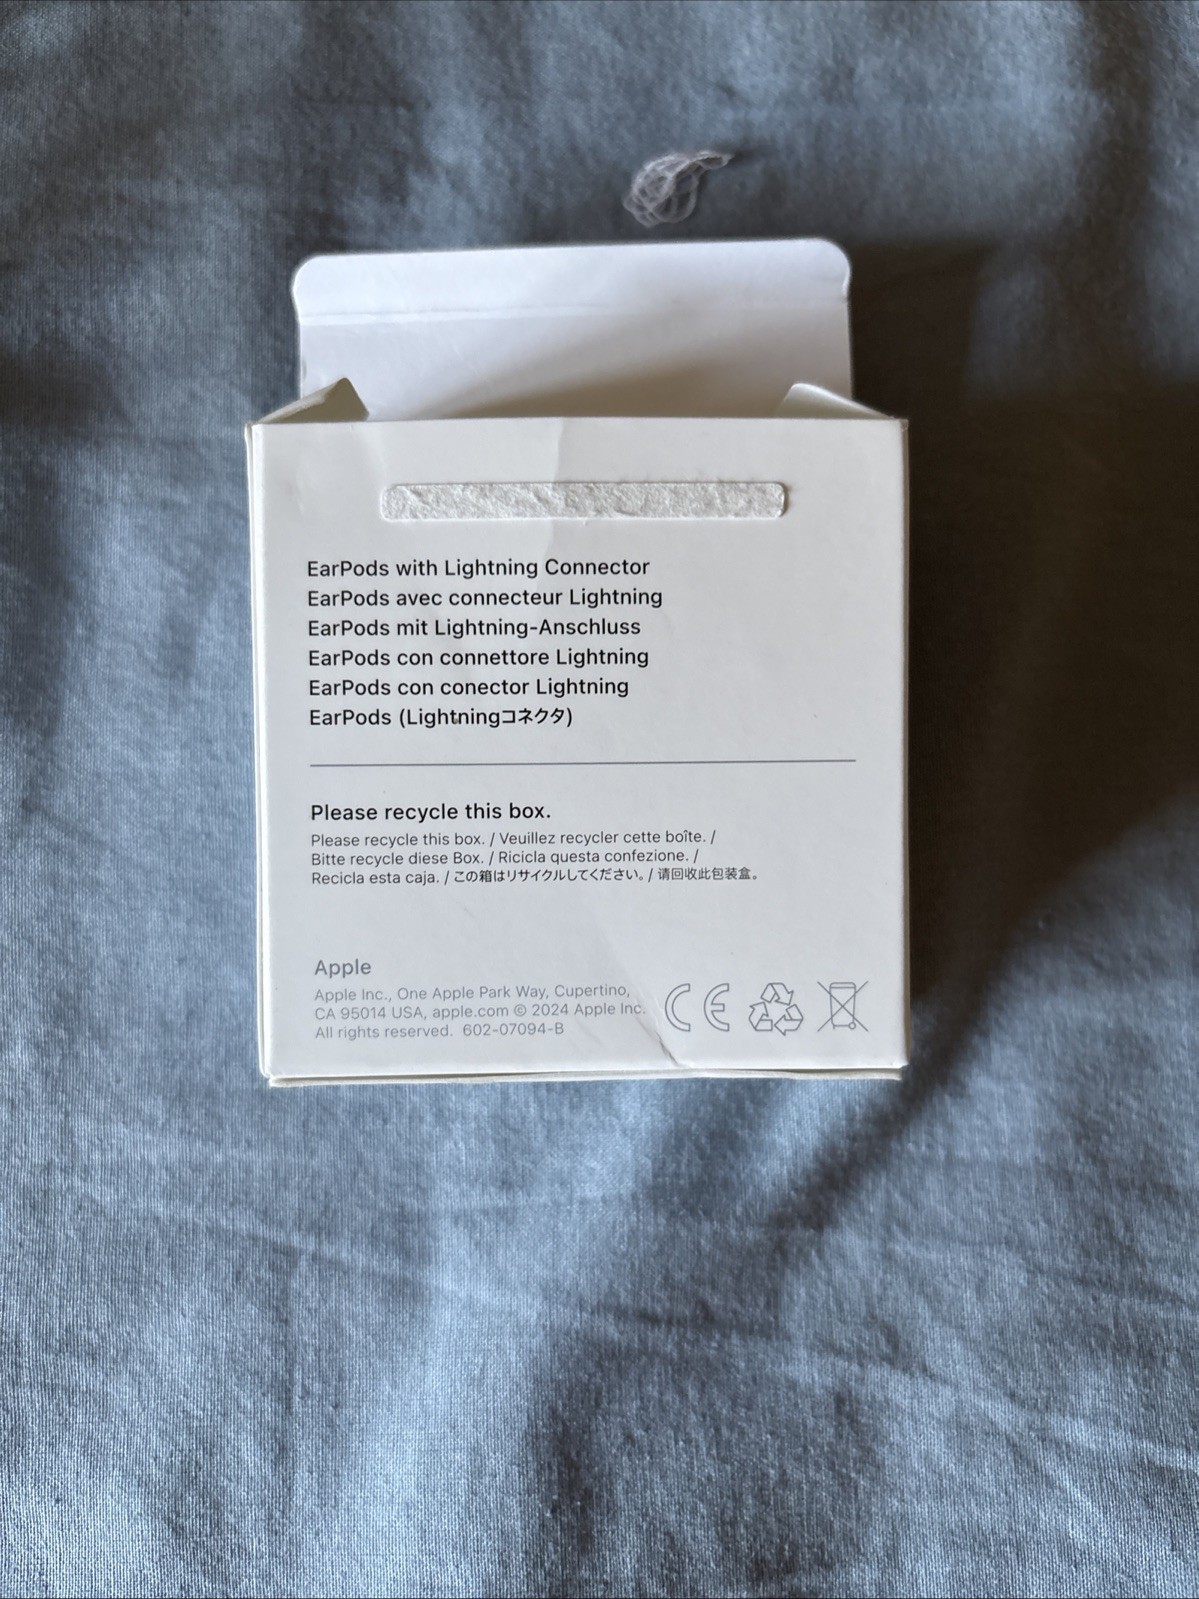 EarPods with Lightning Connector
EarPods avec connecteur Lightning
EarPods mit Lightning-Anschluss
EarPods con connettore Lightning
EarPods con conector Lightning
EarPods (Lightningコネクタ)
Please recycle this box.
Please recycle this box. / Veuillez recycler cette boîte. /
Bitte recycle diese Box. / Ricicla questa confezione. /
Recicla esta caja. / この箱はリサイクルしてください。/ 请回收此包装盒。
Apple
Apple Inc., One Apple Park Way, Cupertino,
CA 95014 USA, apple.com © 2024 Apple Inc.
All rights reserved. 602-07094-B
CE